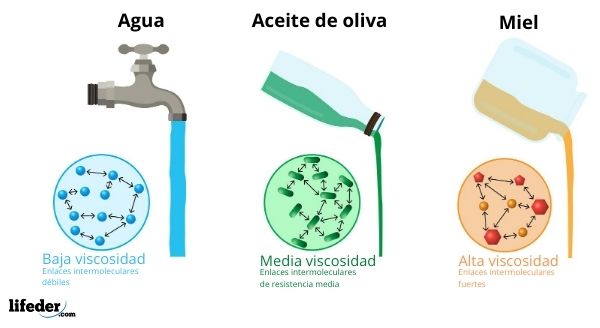 Agua
Aceite de oliva
Miel
Baja viscosidad
Enlaces intermoleculares
débiles
Media viscosidad
Enlaces intermoleculares
de resistencia media
Alta viscosidad
Enlaces intermoleculares
fuertes
lifeder.com